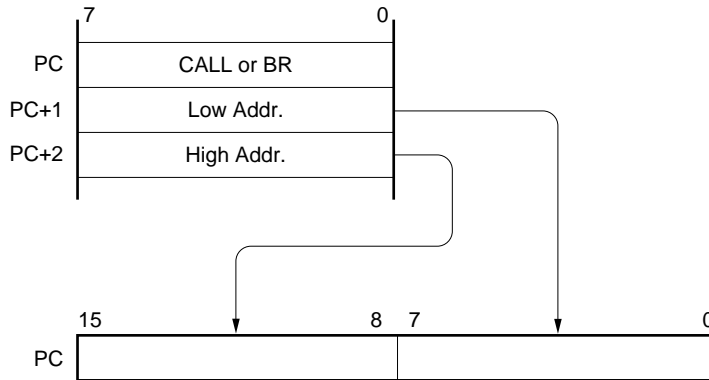 7 0
PC CALL or BR
PC+1 Low Addr.
PC+2 High Addr.
15 8 7 0
PC